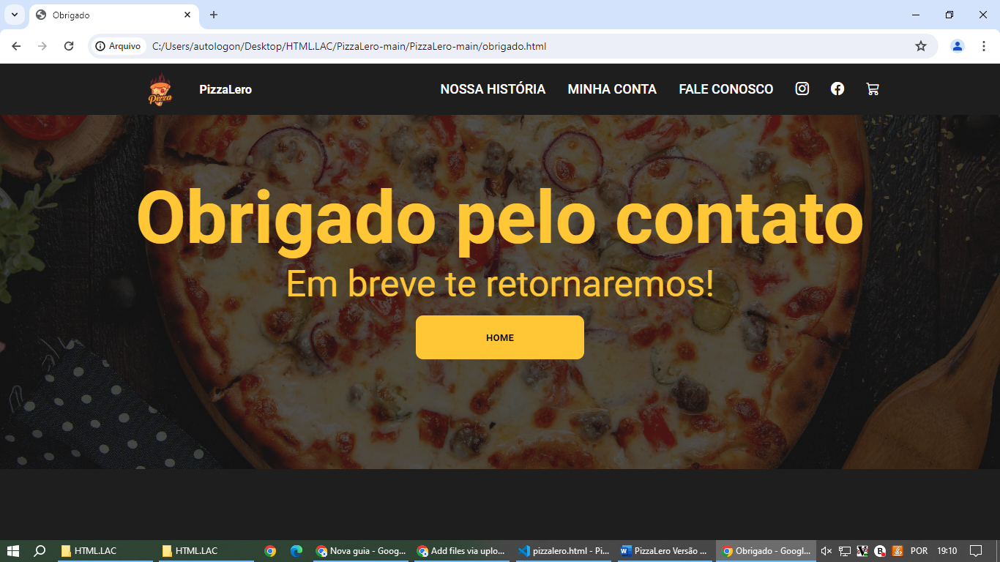 Obrigado
Arquivo
C:/Users/autologon/Desktop/HTML.LAC/PizzaLero-main/PizzaLero-main/obrigado.html
Pizza
PizzaLero
NOSSA HISTÓRIA
MINHA CONTA
FALE CONOSCO
Obrigado pelo contato
Em breve te retornaremos!
HOME
HTML.LAC
HTML.LAC
Nova guia - Goog...
Add files via uplo...
pizzalero.html - Pi...
PizzaLero Versão ...
Obrigado - Googl...
POR
19:10